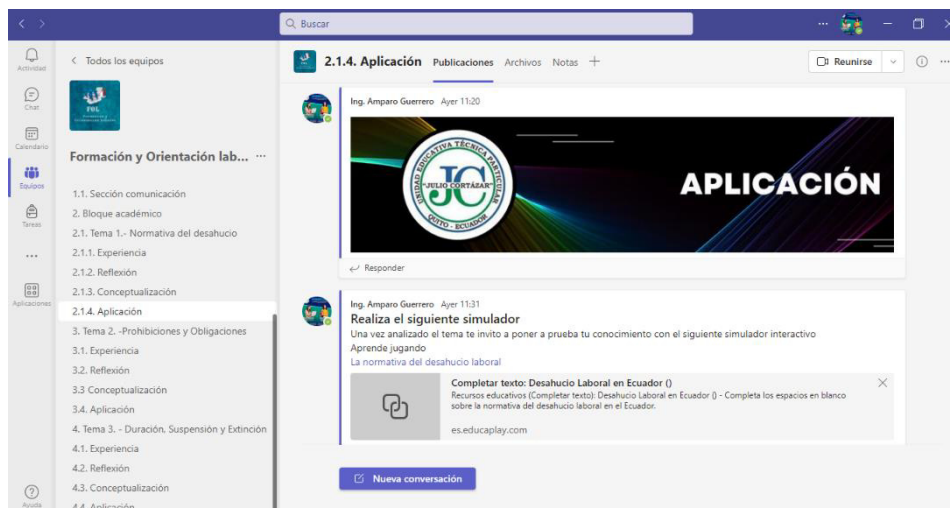 Buscar
Actividad
Chat
Calendario
Equipos
Tareas
Aplicaciones
Ayuda
Todos los equipos
FOL
Formación y Orientación lab...
1.1. Sección comunicación
2. Bloque académico
2.1. Tema 1.- Normativa del desahucio
2.1.1. Experiencia
2.1.2. Reflexión
2.1.3. Conceptualización
2.1.4. Aplicación
3. Tema 2. -Prohibiciones y Obligaciones
3.1. Experiencia
3.2. Reflexión
3.3 Conceptualización
3.4. Aplicación
4. Tema 3. - Duración, Suspensión y Extinción
4.1. Experiencia
4.2. Reflexión
4.3. Conceptualización
4.4. Aplicación
2.1.4. Aplicación Publicaciones Archivos Notas
Reunirse
Ing. Amparo Guerrero Ayer 11:20
UNIDAD EDUCATIVA TÉCNICA PARTICULAR
"JULIO CORTÁZAR"
JC
QUITO - ECUADOR
APLICACIÓN
Responder
Ing. Amparo Guerrero Ayer 11:31
Realiza el siguiente simulador
Una vez analizado el tema te invito a poner a prueba tu conocimiento con el siguiente simulador interactivo
Aprende jugando
La normativa del desahucio laboral
Completar texto: Desahucio Laboral en Ecuador ()
Recursos educativos (Completar texto): Desahucio Laboral en Ecuador () - Completa los espacios en blanco
sobre la normativa del desahucio laboral en el Ecuador.
es.educaplay.com
Nueva conversación